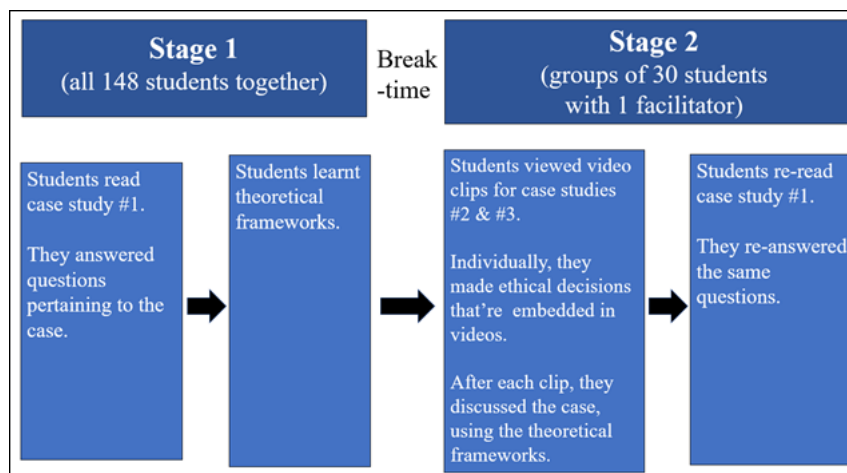 Stage 1
(all 148 students together)
Break
-time
Stage 2
(groups of 30 students
with 1 facilitator)
Students read
case study #1.
They answered
questions
pertaining to the
case.
Students learnt
theoretical
frameworks.
Students viewed video
clips for case studies
#2 & #3.
Individually, they
made ethical decisions
that're embedded in
videos.
After each clip, they
discussed the case,
using the theoretical
frameworks.
Students re-read
case study #1.
They re-answered
the same
questions.